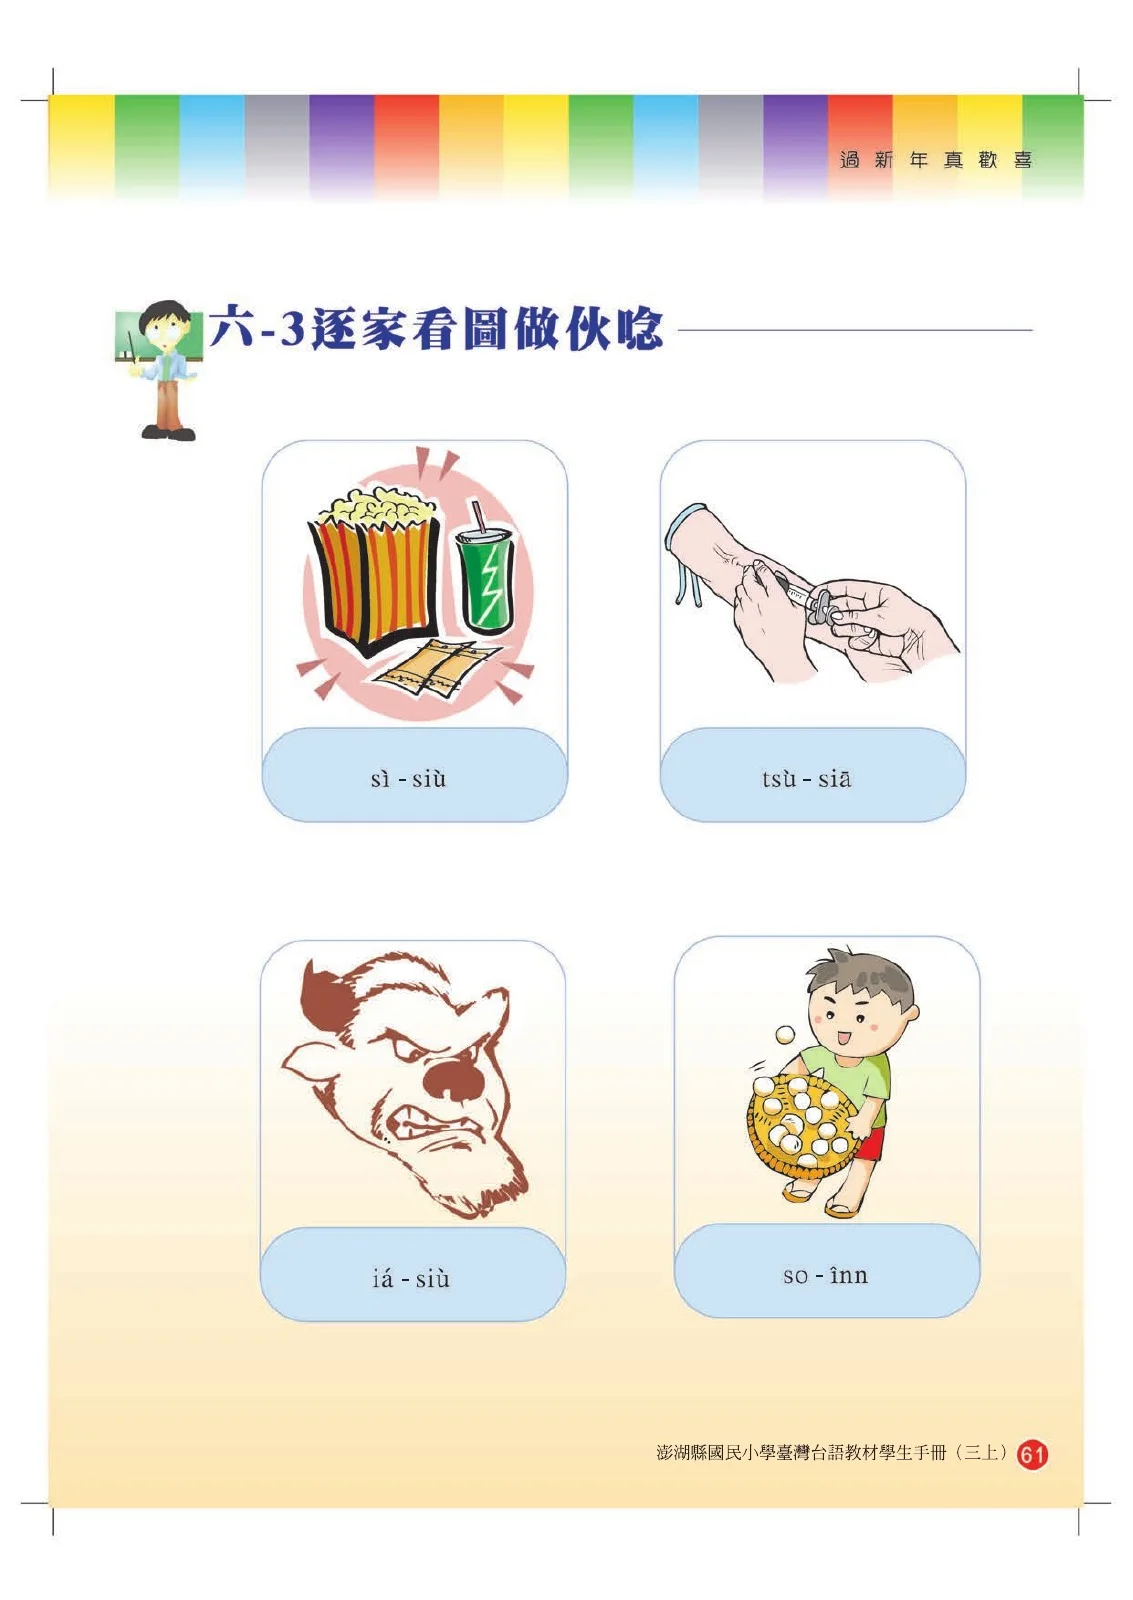 過新年真歡喜
六-3逐家看圖做伙唸
sì - siù
tsù - siā
iá - siù
so - înn
澎湖縣國民小學臺灣台語教材學生手冊（三上）61